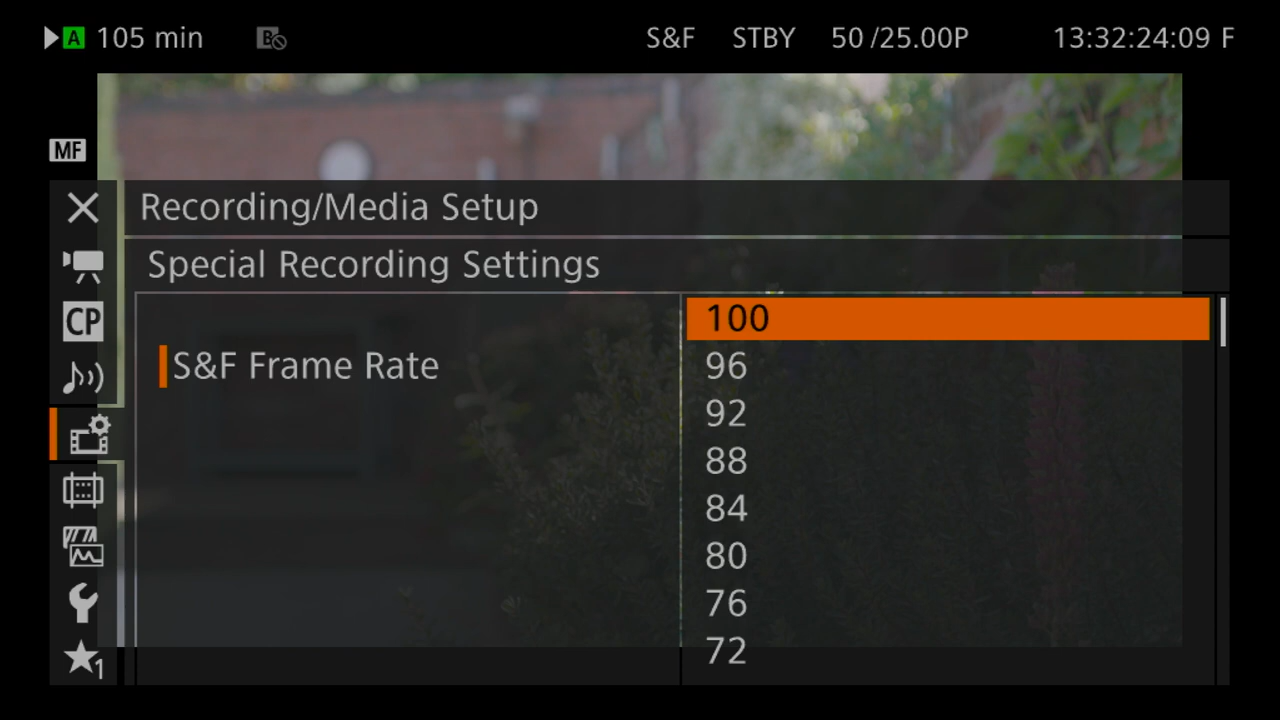 A 105 min B S&F STBY 50 /25.00P 13:32:24:09 F
MF
Recording/Media Setup
Special Recording Settings
CP
S&F Frame Rate
100
96
92
88
84
80
76
72
1